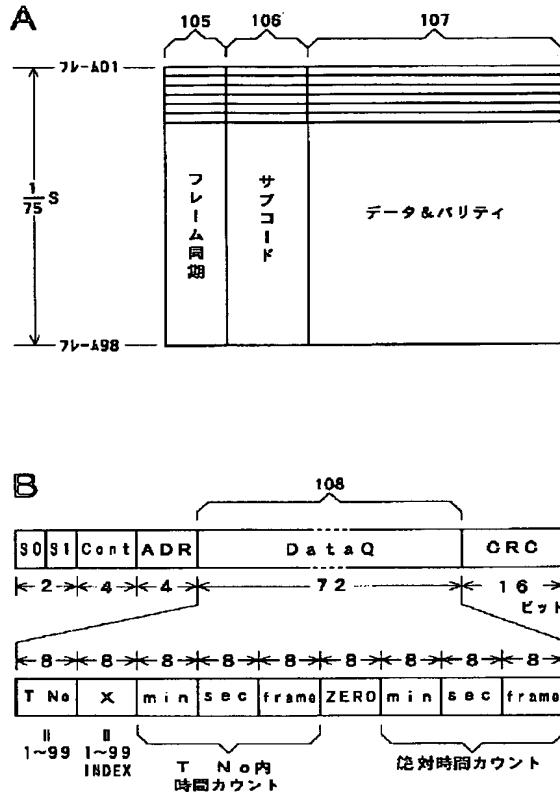 A
105 106 107
フレーム01
1
75 S
フレーム同期
サブコード
データ&パリティ
フレーム98
B
108
S0 S1 Cont ADR DataQ CRC
2 4 4 72 16
ビット
8 8 8 8 8 8 8 8 8
T No X min sec frame ZERO min sec frame
॥ ॥
1~99 1~99
INDEX
T No内
時間カウント
絶対時間カウント